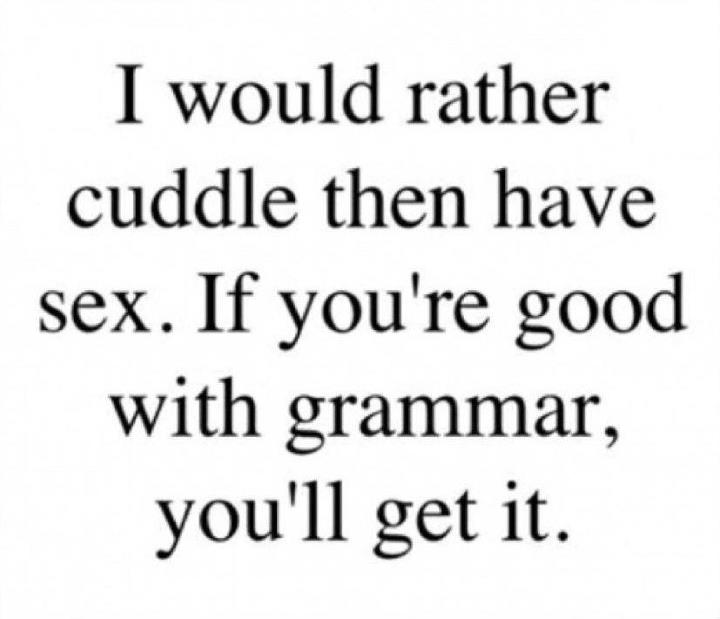 I would rather
cuddle then have
sex. If you're good
with grammar,
you'll get it.